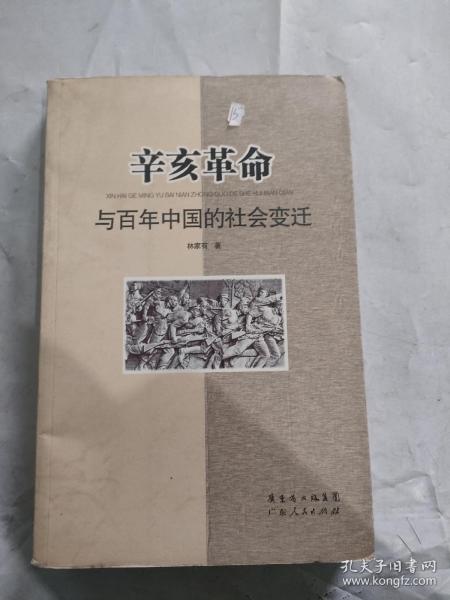 辛亥革命
XIN HAI GE MING YU BAI NIAN ZHONG GUO DE SHE HUI BIAN QIAN
与百年中国的社会变迁
林家有 著
广东省出版集团
广东人民出版社
孔夫子旧书网
www.kongfz.com